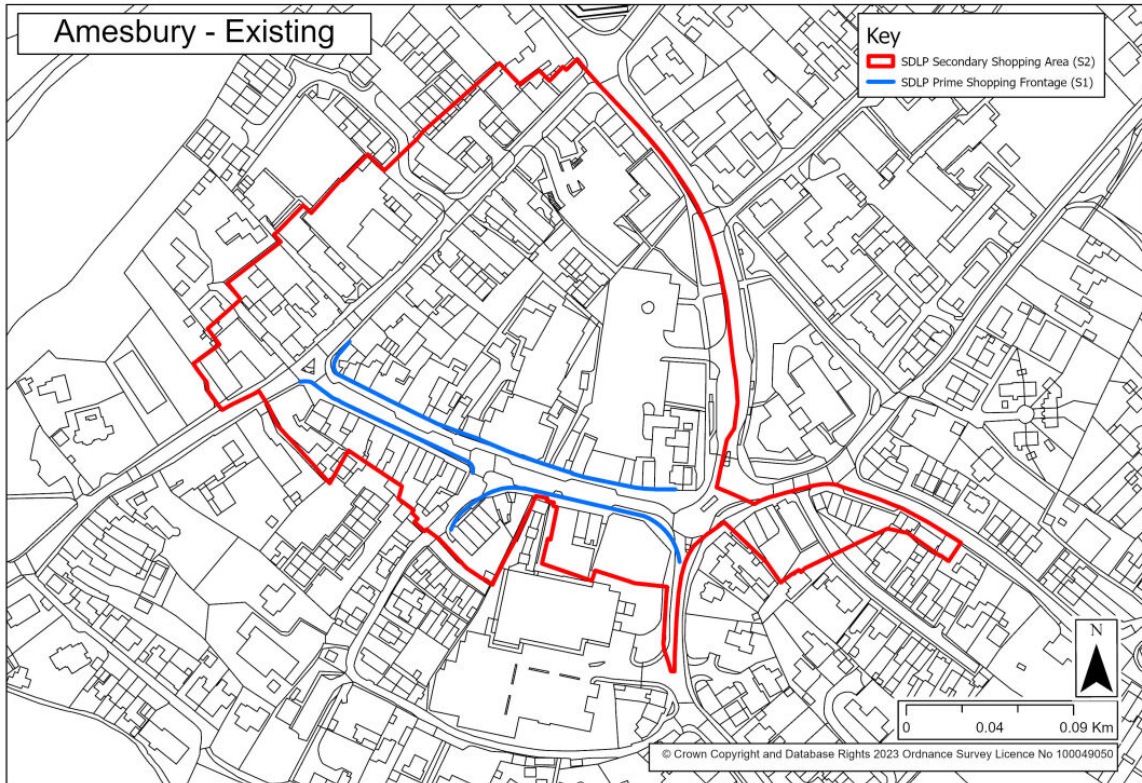 Amesbury - Existing
Key
SDLP Secondary Shopping Area (S2)
SDLP Prime Shopping Frontage (S1)
N
0 0.04 0.09 Km
© Crown Copyright and Database Rights 2023 Ordnance Survey Licence No 100049050